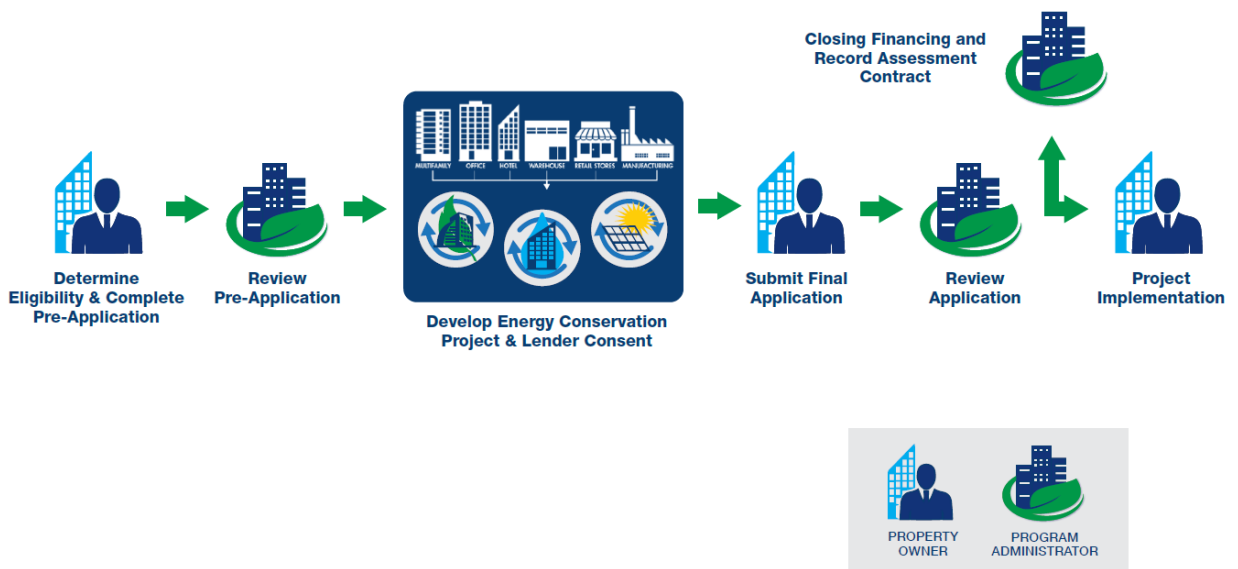 Closing Financing and
Record Assessment
Contract
MULTIFAMILY OFFICE HOTEL WAREHOUSE RETAIL STORES MANUFACTURING
Determine
Eligibility & Complete
Pre-Application
Review
Pre-Application
Develop Energy Conservation
Project & Lender Consent
Submit Final
Application
Review
Application
Project
Implementation
PROPERTY
OWNER
PROGRAM
ADMINISTRATOR